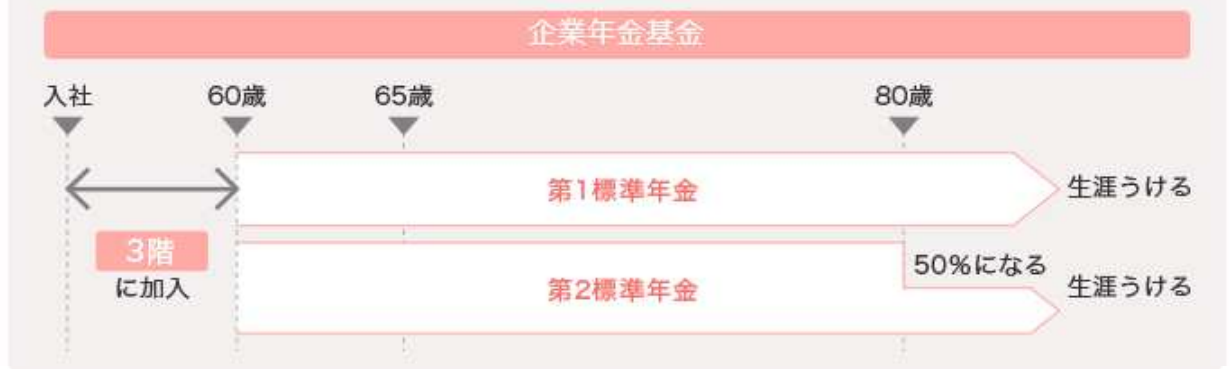 企業年金基金
入社
60歳
65歳
80歳
第1標準年金
生涯うける
3階
に加入
第2標準年金
50%になる
生涯うける